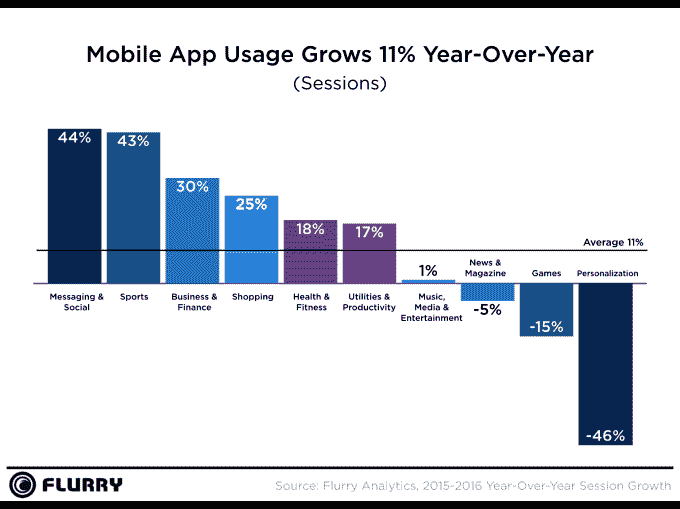 Mobile App Usage Grows 11% Year-Over-Year
(Sessions)
44%
43%
30%
25%
18%
17%
Average 11%
1%
News &
Magazine
Games
Personalization
Messaging &
Social
Sports
Business &
Finance
Shopping
Health &
Fitness
Utilities &
Productivity
Music,
Media &
Entertainment
-5%
-15%
-46%
FLURRY
Source: Flurry Analytics, 2015-2016 Year-Over-Year Session Growth